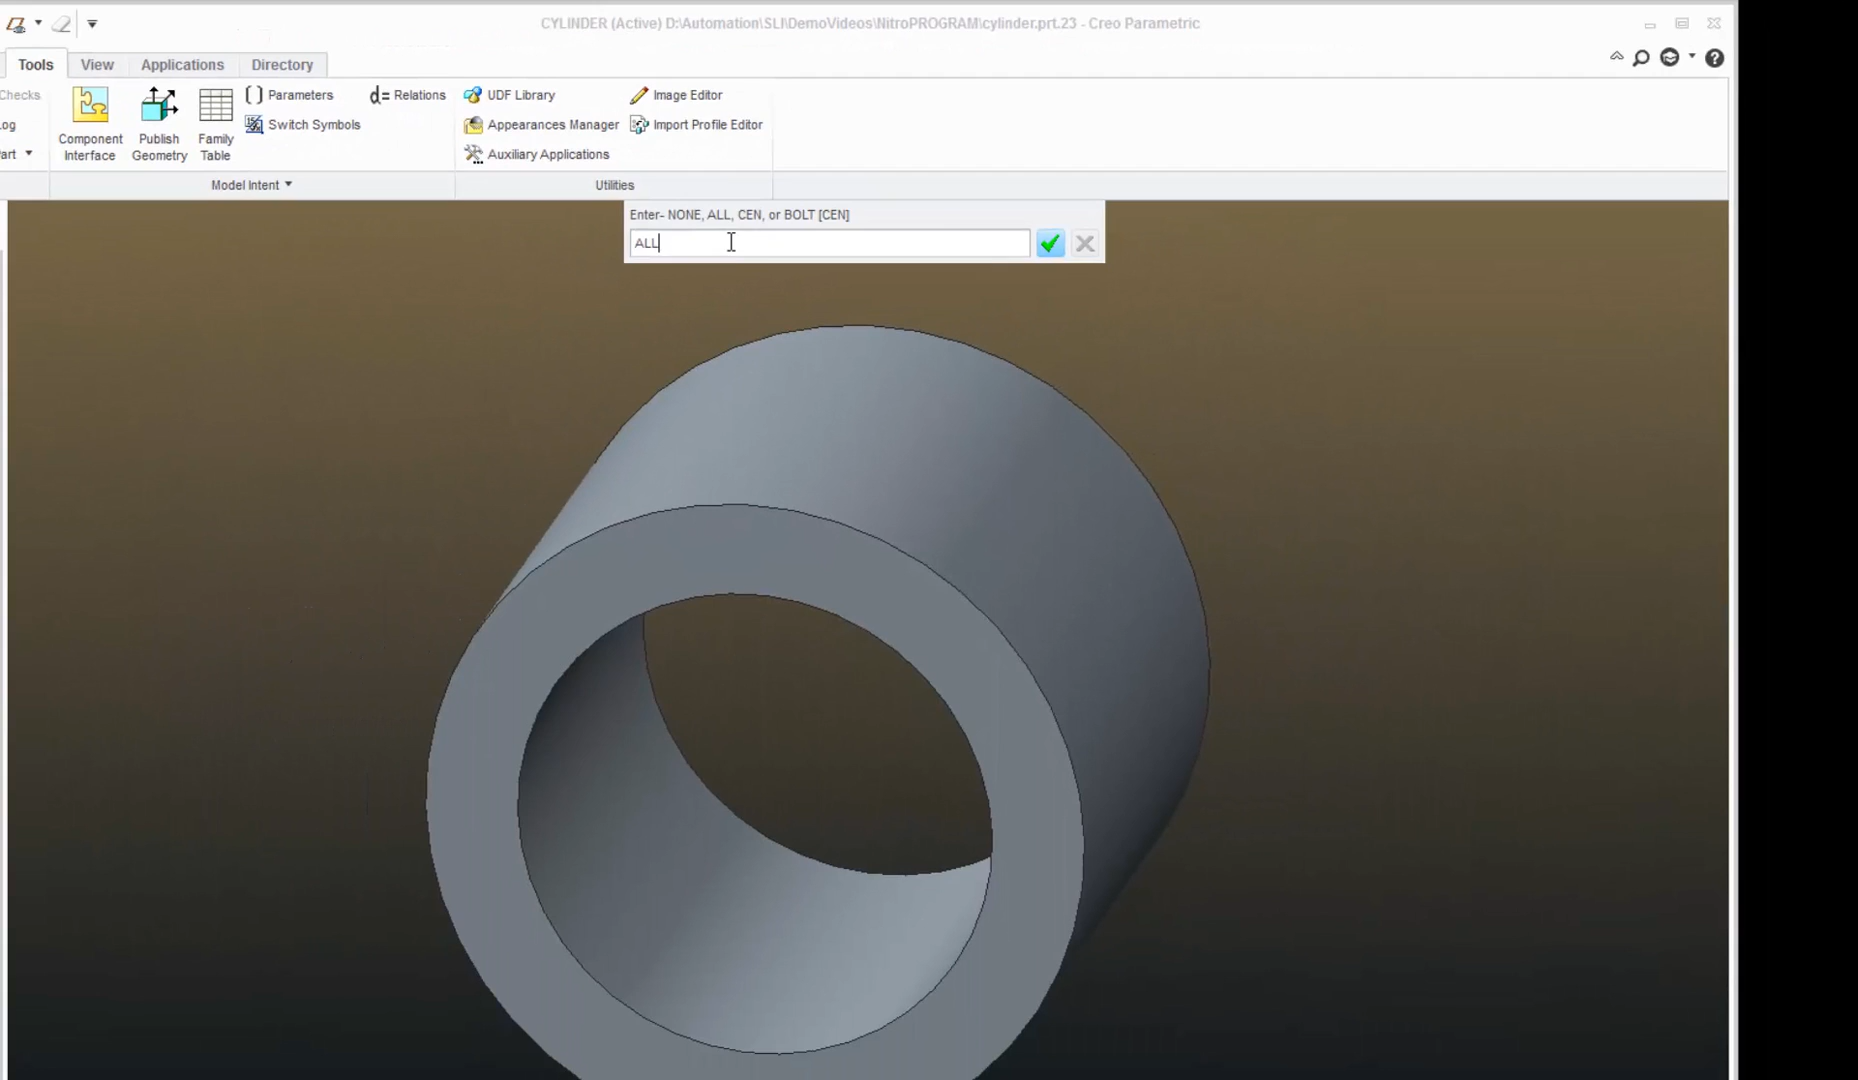 CYLINDER (Active) D:\Automation\SLI\DemoVideos\NitroPROGRAM\cylinder.prt.23 - Creo Parametric
Tools View Applications Directory
Checks
Parameters
Relations
UDF Library
Image Editor
Switch Symbols
Appearances Manager
Import Profile Editor
Component
Interface
Publish
Geometry
Family
Table
Auxiliary Applications
Model Intent
Utilities
Enter- NONE, ALL, CEN, or BOLT [CEN]
ALL